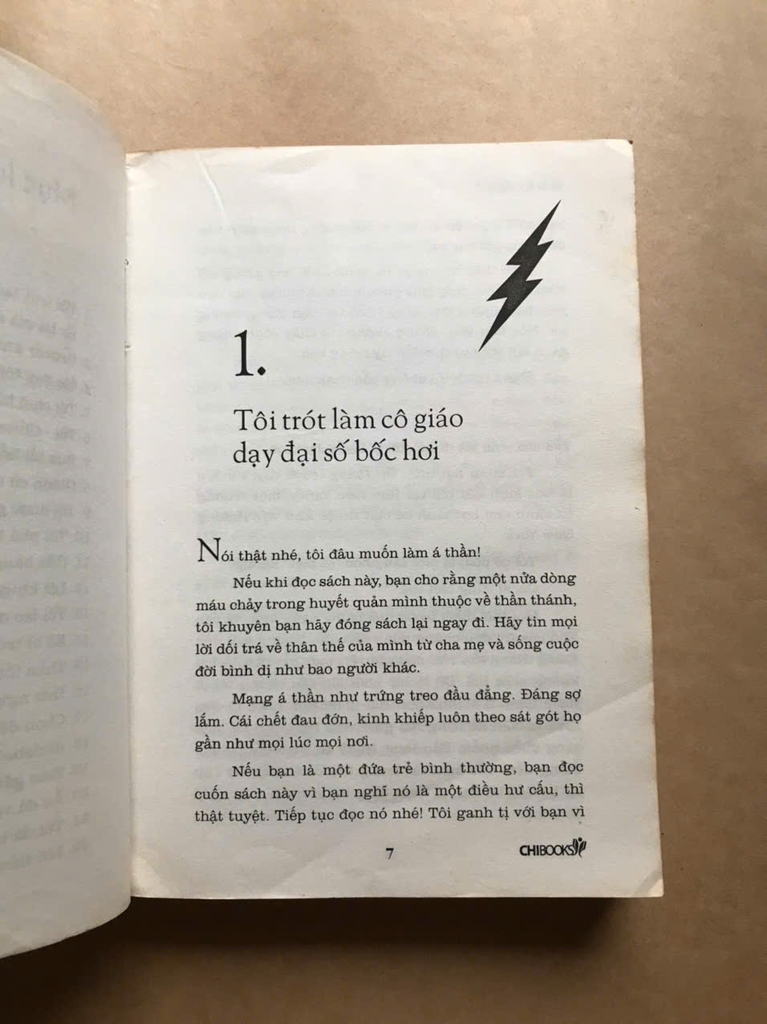 1.
Tôi trót làm cô giáo
dạy đại số bốc hơi
Nói thật nhé, tôi đâu muốn làm á thần!
Nếu khi đọc sách này, bạn cho rằng một nửa dòng
máu chảy trong huyết quản mình thuộc về thần thánh,
tôi khuyên bạn hãy đóng sách lại ngay đi. Hãy tin mọi
lời dối trá về thân thế của mình từ cha mẹ và sống cuộc
đời bình dị như bao người khác.
Mạng á thần như trứng treo đầu đẳng. Đáng sợ
lắm. Cái chết đau đớn, kinh khiếp luôn theo sát gót họ
gần như mọi lúc mọi nơi.
Nếu bạn là một đứa trẻ bình thường, bạn đọc
cuốn sách này vì bạn nghĩ nó là một điều hư cấu, thì
thật tuyệt. Tiếp tục đọc nó nhé! Tôi ganh tị với bạn vì
7
CHIBOOKS